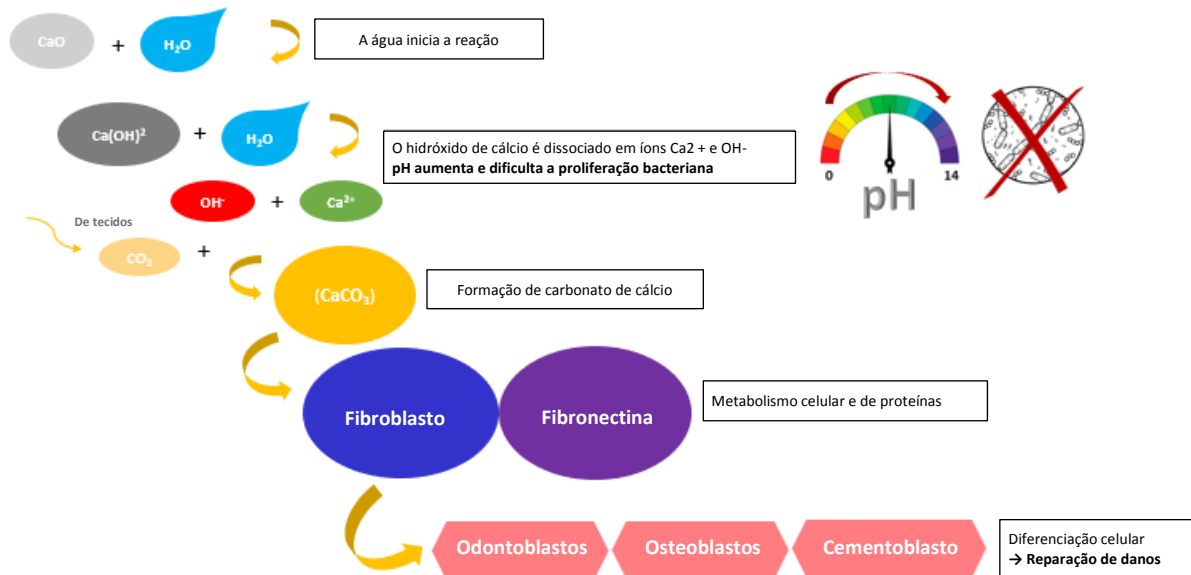 CaO + H₂O
A água inicia a reação
Ca(OH)² + H₂O
O hidróxido de cálcio é dissociado em íons Ca2 + e OH-
pH aumenta e dificulta a proliferação bacteriana
0 14
pH
OH⁻ + Ca²⁺
De tecidos
CO₂ +
(CaCO₃)
Formação de carbonato de cálcio
Fibroblasto Fibronectina
Metabolismo celular e de proteínas
Odontoblastos Osteoblastos Cementoblasto
Diferenciação celular
→ Reparação de danos